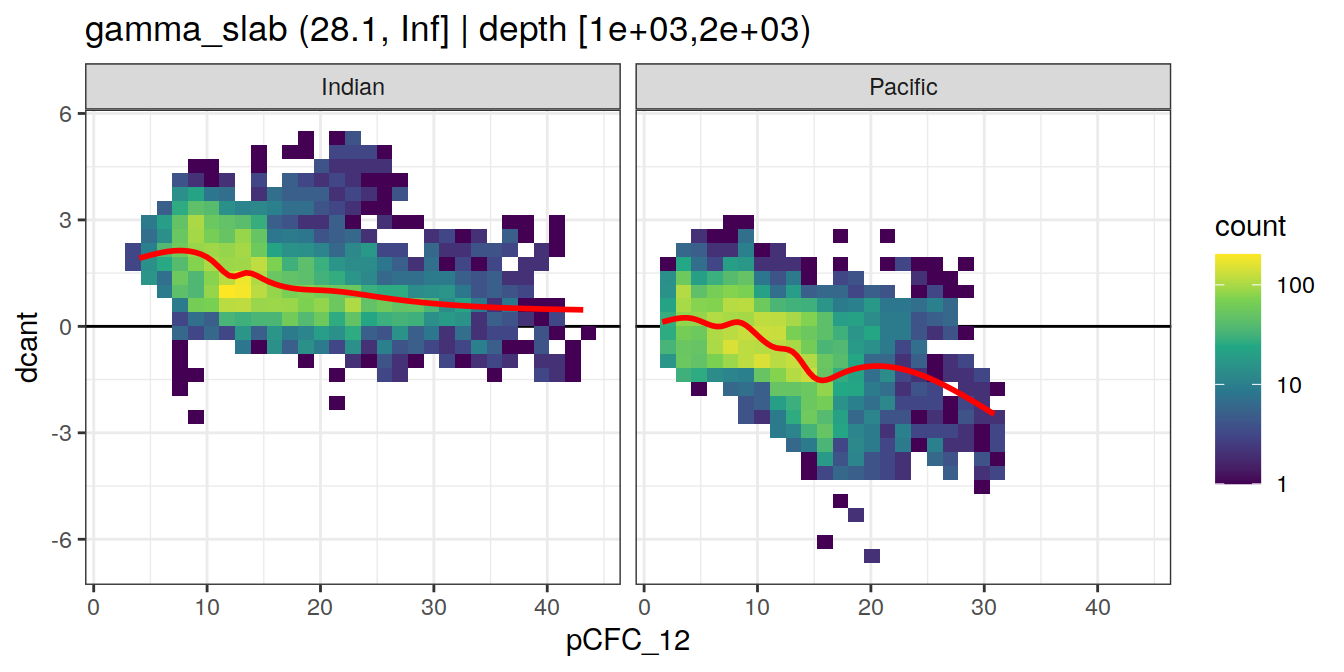 gamma_slab (28.1, Inf] | depth [1e+03,2e+03)
Indian
Pacific
6
3
0
-3
-6
dcant
0 10 20 30 40
0 10 20 30 40
pCFC_12
count
100
10
1